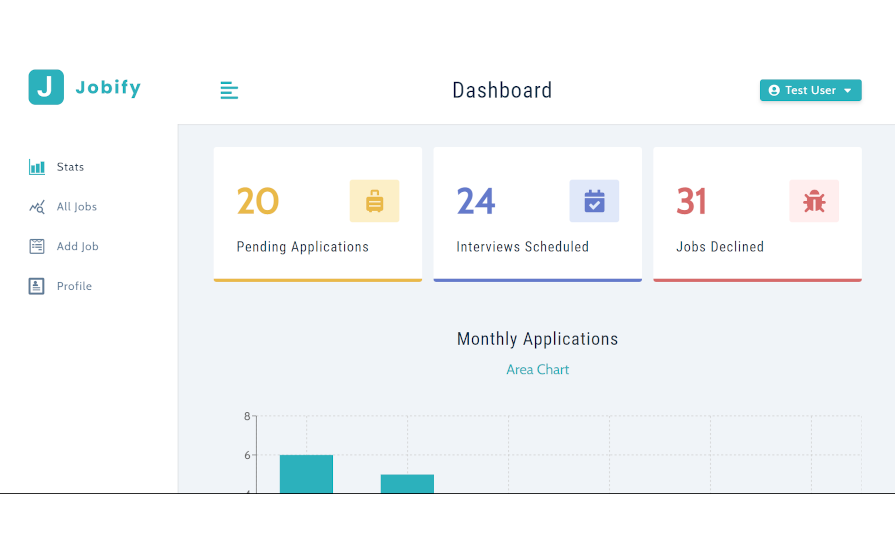 J Jobify
Dashboard
Test User
Stats
All Jobs
Add Job
Profile
20
Pending Applications
24
Interviews Scheduled
31
Jobs Declined
Monthly Applications
Area Chart
8
6